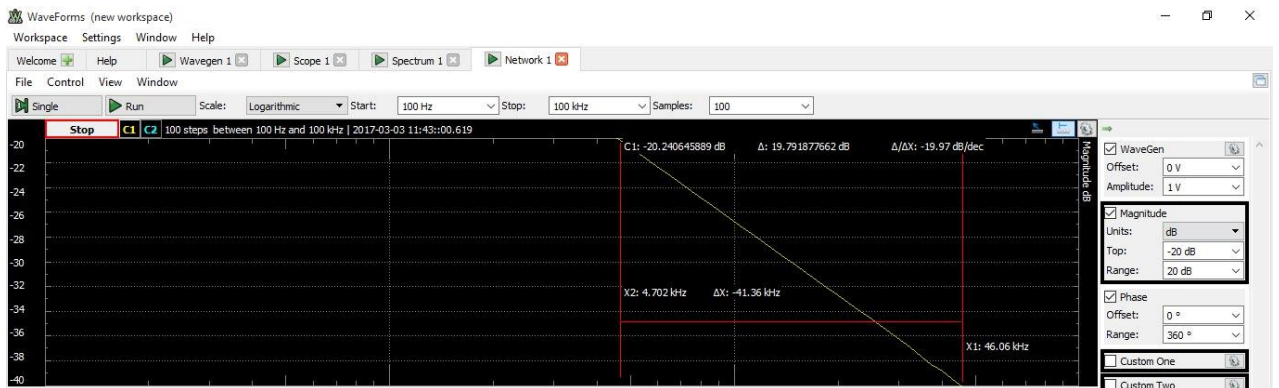 WaveForms (new workspace)
Workspace Settings Window Help
Welcome Help Wavegen 1 Scope 1 Spectrum 1 Network 1
File Control View Window
Single Run Scale: Logarithmic Start: 100 Hz Stop: 100 kHz Samples: 100
Stop C1 C2 100 steps between 100 Hz and 100 kHz | 2017-03-03 11:43::00.619
C1: -20.240645889 dB Δ: 19.791877662 dB Δ/ΔX: -19.97 dB/dec
X2: 4.702 kHz ΔX: -41.36 kHz
X1: 46.06 kHz
-20
-22
-24
-26
-28
-30
-32
-34
-36
-38
-40
Magnitude dB
WaveGen
Offset: 0 V
Amplitude: 1 V
Magnitude
Units: dB
Top: -20 dB
Range: 20 dB
Phase
Offset: 0 °
Range: 360 °
Custom One
Custom Two